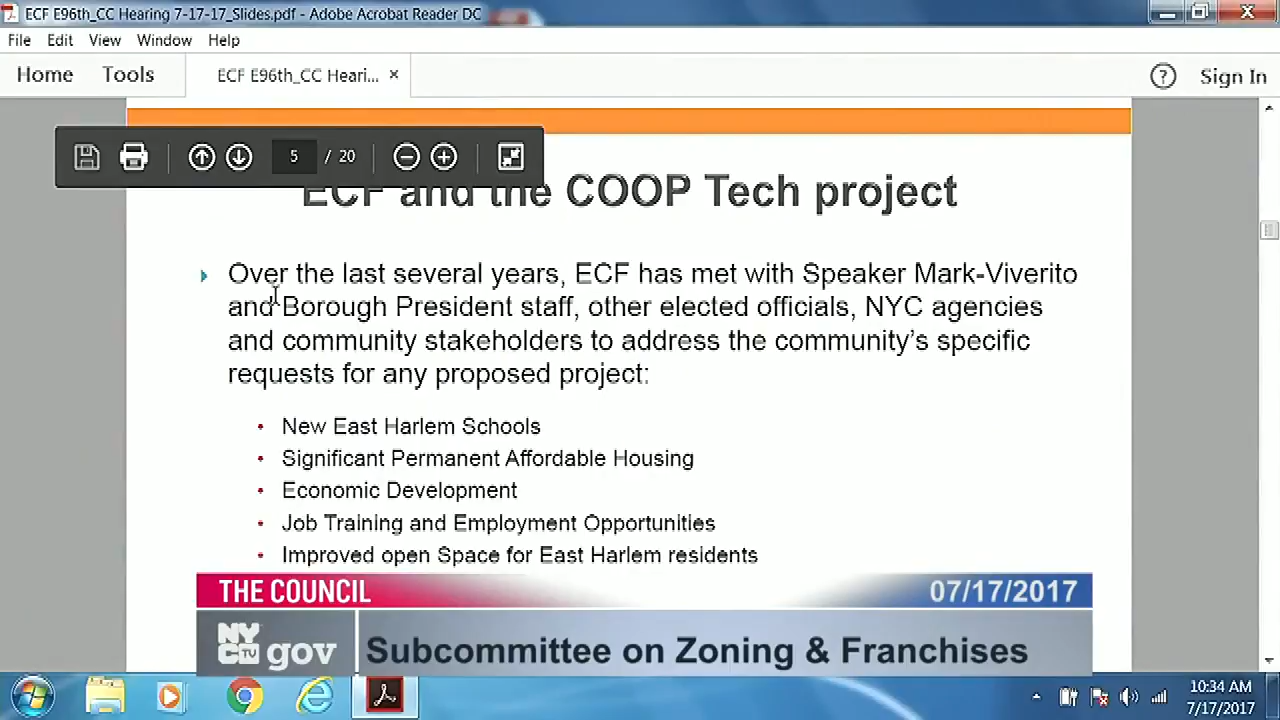 ECF E96th_CC Hearing 7-17-17_Slides.pdf - Adobe Acrobat Reader DC
File Edit View Window Help
Home Tools ECF E96th_CC Heari... × ? Sign In
5 / 20
ECF and the COOP Tech project
Over the last several years, ECF has met with Speaker Mark-Viverito
and Borough President staff, other elected officials, NYC agencies
and community stakeholders to address the community’s specific
requests for any proposed project:
• New East Harlem Schools
• Significant Permanent Affordable Housing
• Economic Development
• Job Training and Employment Opportunities
• Improved open Space for East Harlem residents
THE COUNCIL 07/17/2017
NYC TV gov Subcommittee on Zoning & Franchises
10:34 AM
7/17/2017